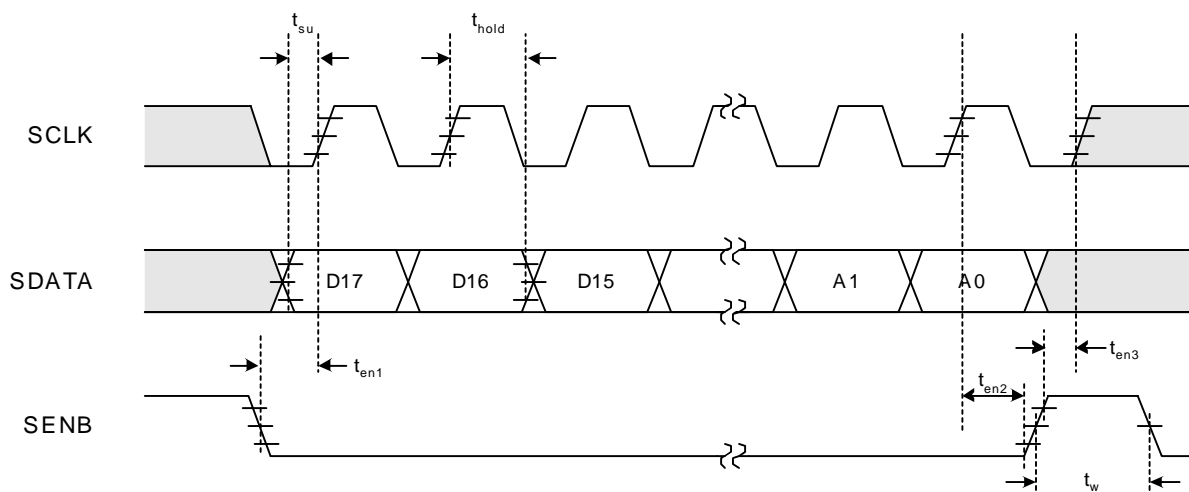 tsu
thold
SCLK
SDATA
D17
D16
D15
A1
A0
ten1
ten2
ten3
SENB
tw